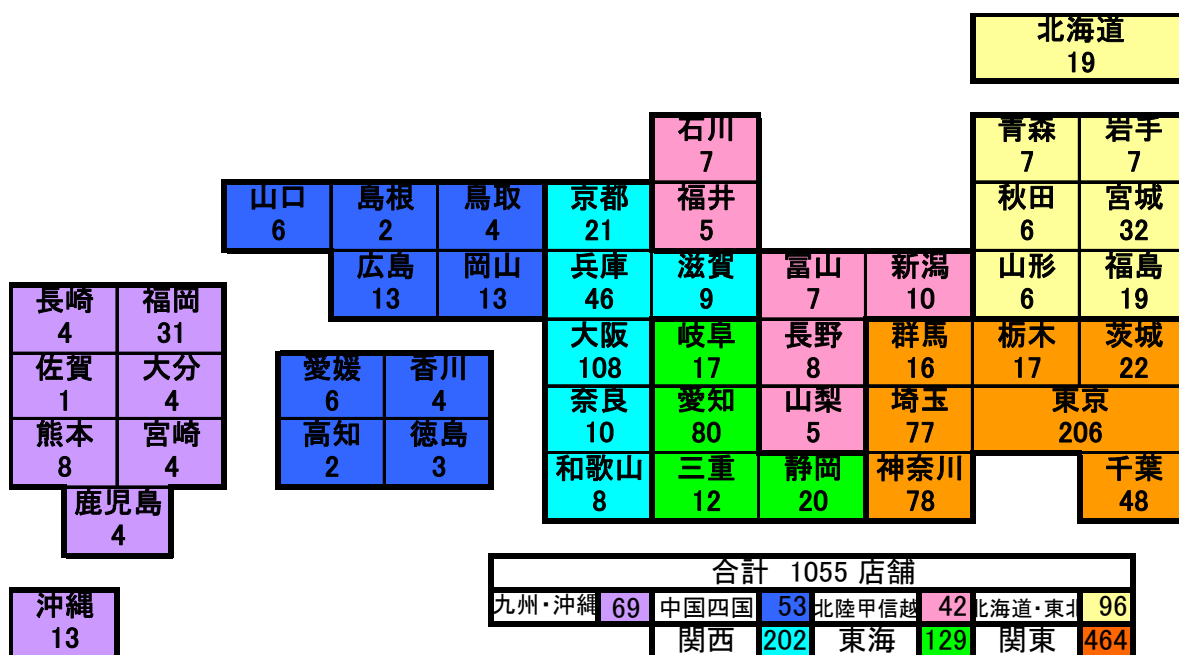 北海道
19
石川
7
青森
7
岩手
7
山口
6
島根
2
鳥取
4
京都
21
福井
5
秋田
6
宮城
32
広島
13
岡山
13
兵庫
46
滋賀
9
富山
7
新潟
10
山形
6
福島
19
長崎
4
福岡
31
大阪
108
岐阜
17
長野
8
群馬
16
栃木
17
茨城
22
佐賀
1
大分
4
愛媛
6
香川
4
奈良
10
愛知
80
山梨
5
埼玉
77
東京
206
熊本
8
宮崎
4
高知
2
徳島
3
和歌山
8
三重
12
静岡
20
神奈川
78
千葉
48
鹿児島
4
沖縄
13
合計 1055 店舗
九州・沖縄 69 中国四国 53 北陸甲信越 42 北海道・東北 96
関西 202 東海 129 関東 464